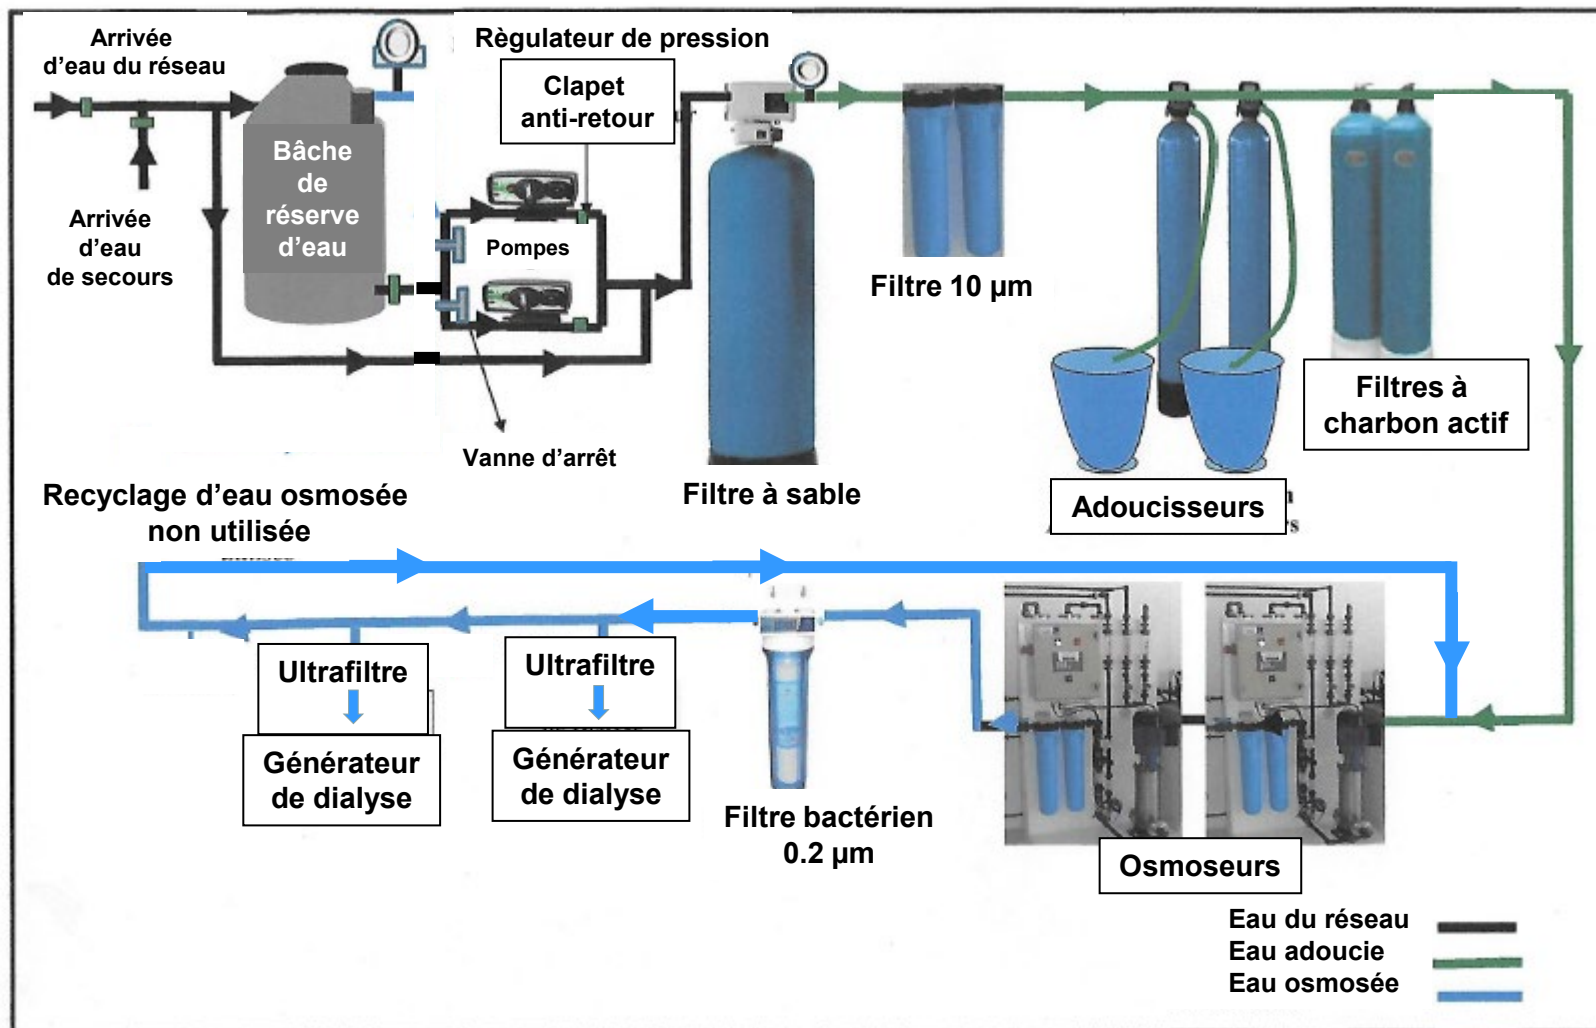 Arrivée
d'eau du réseau
Règulateur de pression
Clapet
anti-retour
Bâche
de
réserve
d'eau
Arrivée
d'eau
de secours
Pompes
Vanne d'arrêt
Filtre à sable
Filtre 10 µm
Adoucisseurs
Filtres à
charbon actif
Recyclage d'eau osmosée
non utilisée
Ultrafiltre
Générateur
de dialyse
Ultrafiltre
Générateur
de dialyse
Filtre bactérien
0.2 µm
Osmoseurs
Eau du réseau
Eau adoucie
Eau osmosée